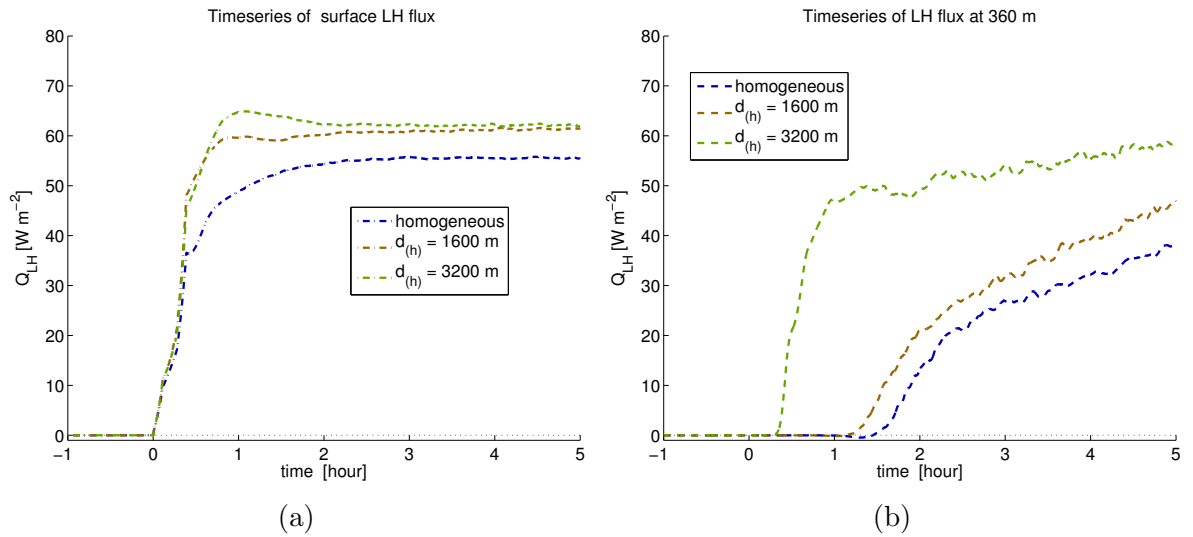 Timeseries of surface LH flux
80
70
60
50
40
30
20
10
0
Q_LH [W m⁻²]
homogeneous
d_(h) = 1600 m
d_(h) = 3200 m
−1 0 1 2 3 4 5
time [hour]
(a)
Timeseries of LH flux at 360 m
80
70
60
50
40
30
20
10
0
Q_LH [W m⁻²]
homogeneous
d_(h) = 1600 m
d_(h) = 3200 m
−1 0 1 2 3 4 5
time [hour]
(b)